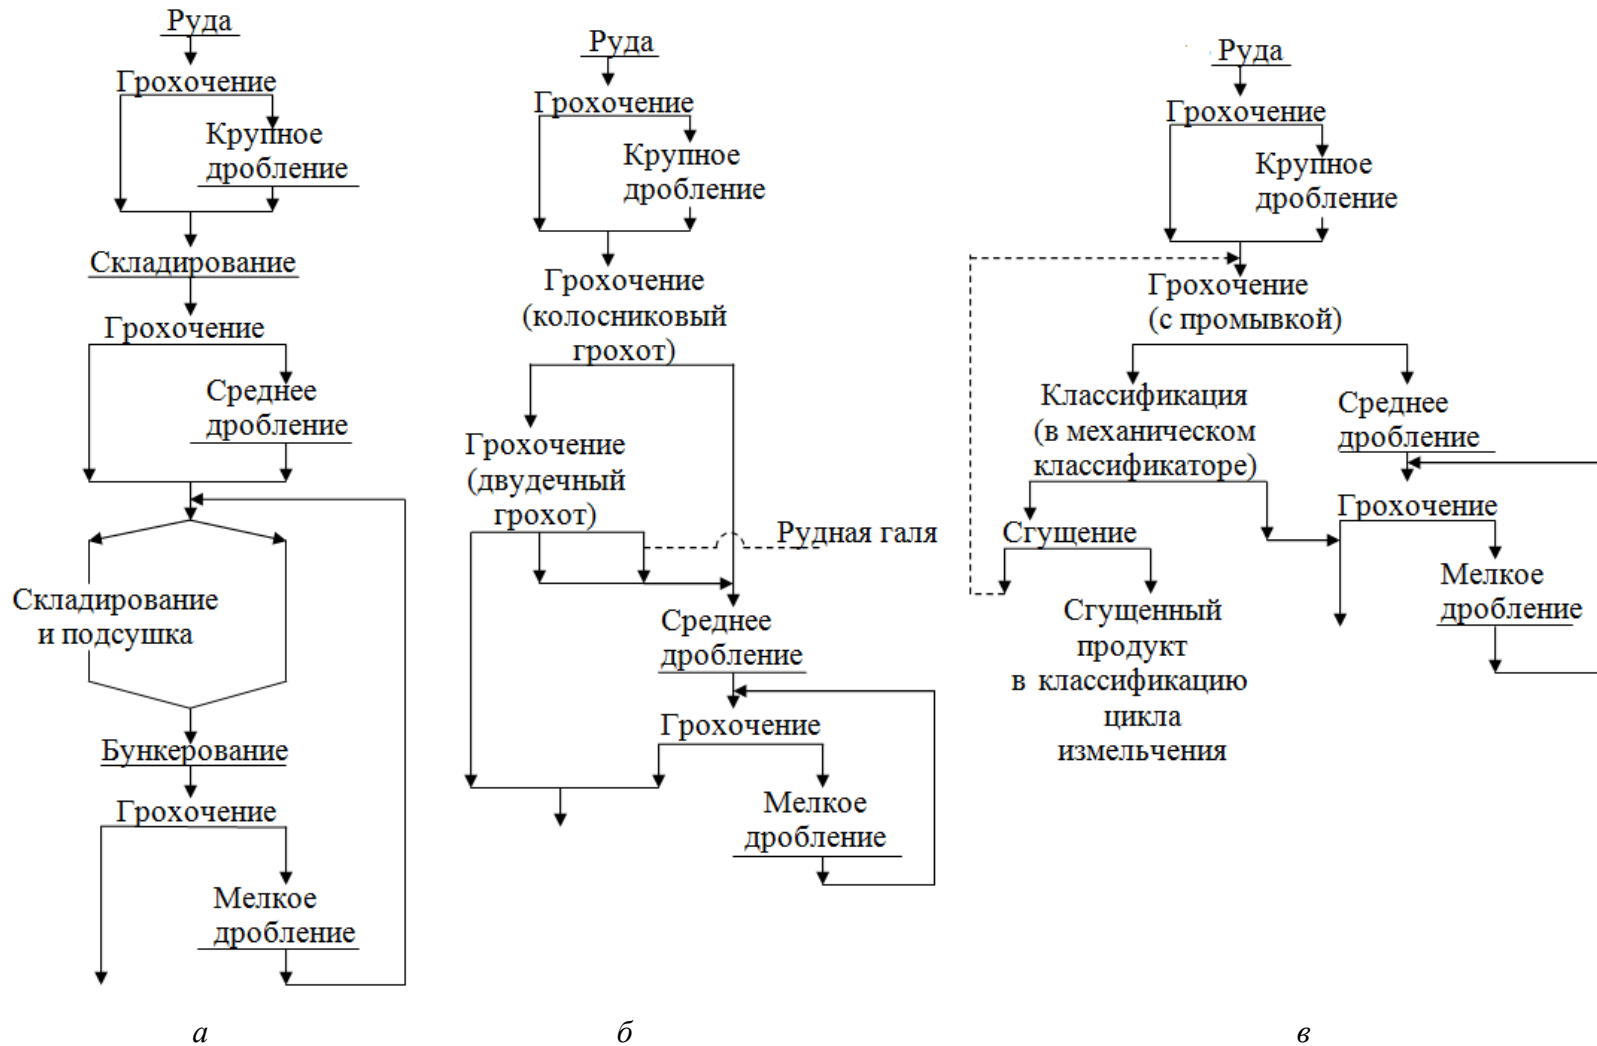 Руда
Грохочение
Крупное
дробление
Складирование
Грохочение
Среднее
дробление
Складирование
и подсушка
Бункерование
Грохочение
Мелкое
дробление
а
Руда
Грохочение
Крупное
дробление
Грохочение
(колосниковый
грохот)
Грохочение
(двудечный
грохот)
Рудная галя
Среднее
дробление
Грохочение
Мелкое
дробление
б
Руда
Грохочение
Крупное
дробление
Грохочение
(с промывкой)
Классификация
(в механическом
классификаторе)
Среднее
дробление
Грохочение
Сгущение
Мелкое
дробление
Сгущенный
продукт
в классификацию
цикла
измельчения
в